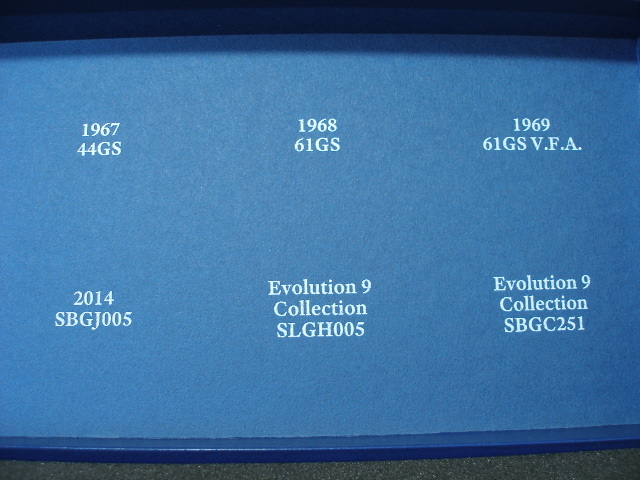 1967
44GS
1968
61GS
1969
61GS V.F.A.
2014
SBGJ005
Evolution 9
Collection
SLGH005
Evolution 9
Collection
SBGC251